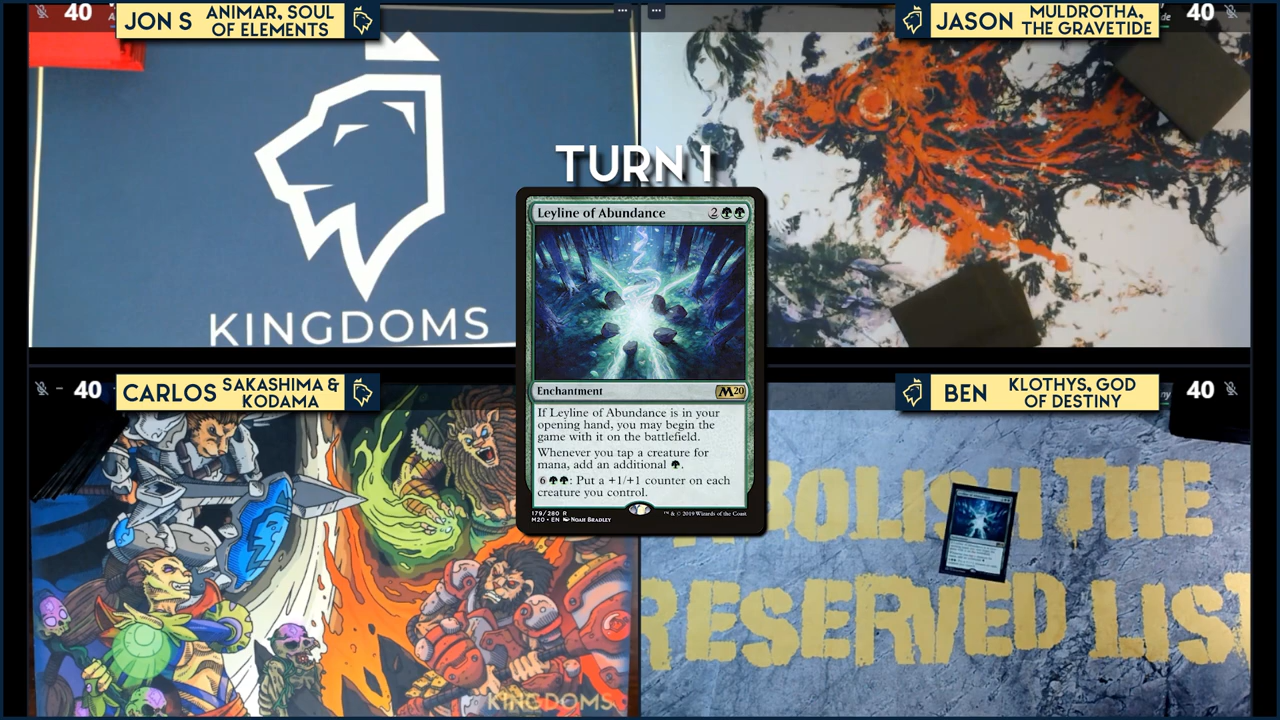 40
JON S
ANIMAR, SOUL
OF ELEMENTS
JASON
MULDROTHA,
THE GRAVETIDE
40
KINGDOMS
TURN 1
Leyline of Abundance 2
Enchantment
M20
If Leyline of Abundance is in your
opening hand, you may begin the
game with it on the battlefield.
Whenever you tap a creature for
mana, add an additional .
6 : Put a +1/+1 counter on each
creature you control.
179/280 R
M20 • EN Noah Bradley
™ & © 2019 Wizards of the Coast
40
CARLOS
SAKASHIMA &
KODAMA
BEN
KLOTHYS, GOD
OF DESTINY
40
KINGDOMS
THE
RESERVED LIST